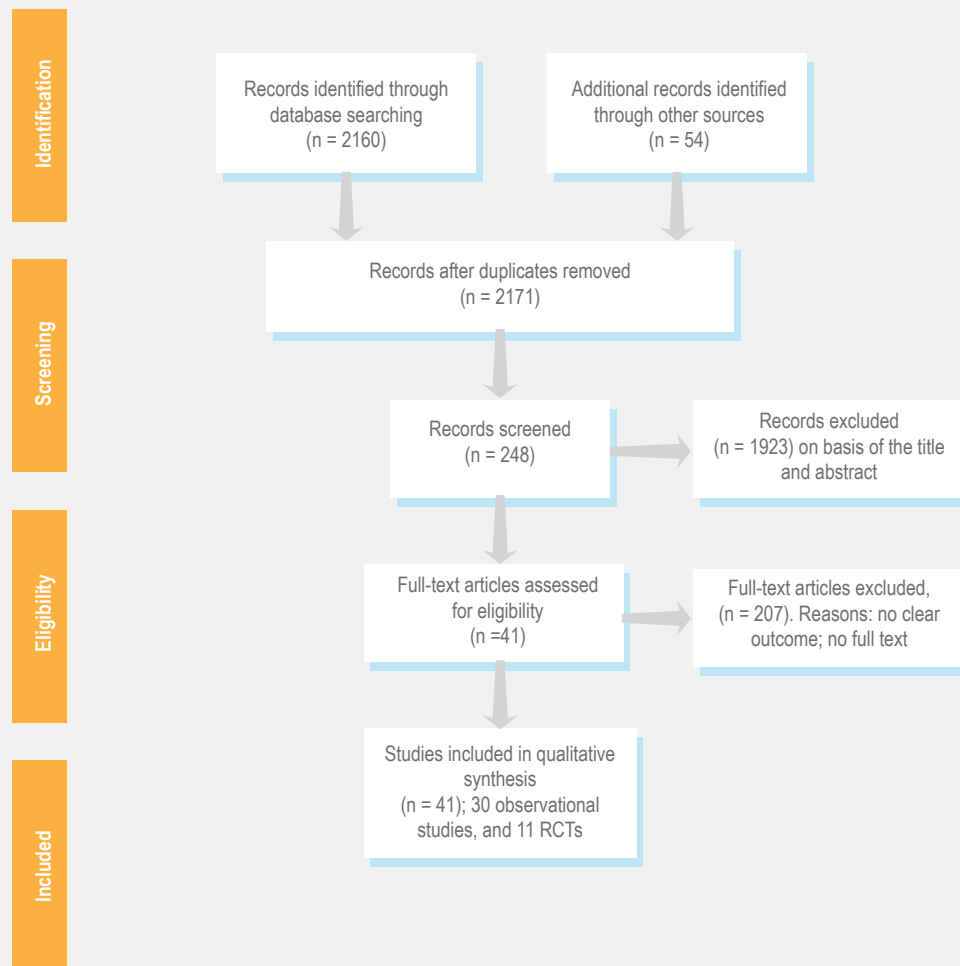 Identification
Records identified through
database searching
(n = 2160)
Additional records identified
through other sources
(n = 54)
Screening
Records after duplicates removed
(n = 2171)
Records screened
(n = 248)
Records excluded
(n = 1923) on basis of the title
and abstract
Eligibility
Full-text articles assessed
for eligibility
(n =41)
Full-text articles excluded,
(n = 207). Reasons: no clear
outcome; no full text
Included
Studies included in qualitative
synthesis
(n = 41); 30 observational
studies, and 11 RCTs